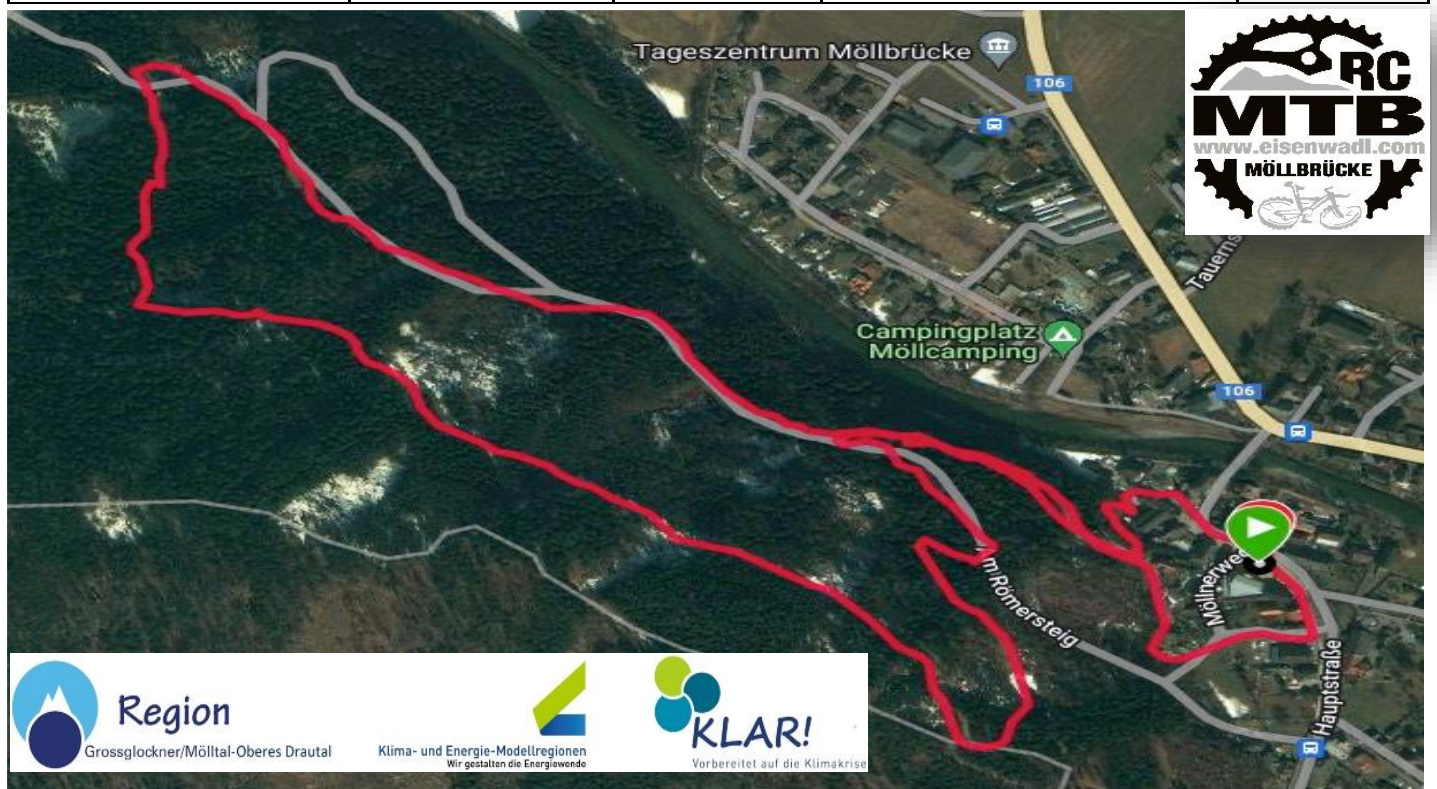 Tageszentrum Möllbrücke
106
RC
MTB
www.eisenwadl.com
MÖLLBRÜCKE
Tauerns
Campingplatz
Möllcamping
106
Möllnerweg
m Römersteig
Hauptstraße
Region
Grossglockner/Mölltal-Oberes Drautal
Klima- und Energie-Modellregionen
Wir gestalten die Energiewende
KLAR!
Vorbereitet auf die Klimakrise